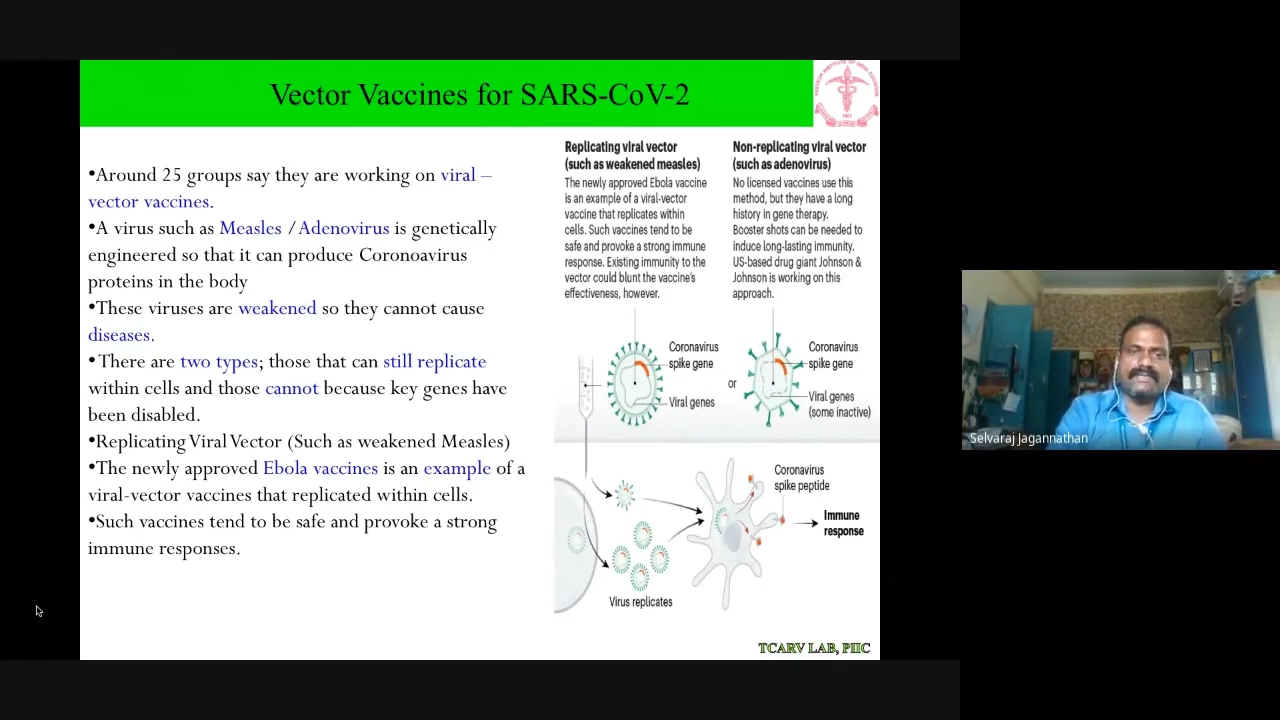 Vector Vaccines for SARS-CoV-2
•Around 25 groups say they are working on viral –
vector vaccines.
•A virus such as Measles /Adenovirus is genetically
engineered so that it can produce Coronoavirus
proteins in the body
•These viruses are weakened so they cannot cause
diseases.
• There are two types; those that can still replicate
within cells and those cannot because key genes have
been disabled.
•Replicating Viral Vector (Such as weakened Measles)
•The newly approved Ebola vaccines is an example of a
viral-vector vaccines that replicated within cells.
•Such vaccines tend to be safe and provoke a strong
immune responses.
Replicating viral vector
(such as weakened measles)
The newly approved Ebola vaccine
is an example of a viral-vector
vaccine that replicates within
cells. Such vaccines tend to be
safe and provoke a strong immune
response. Existing immunity to the
vector could blunt the vaccine's
effectiveness, however.
Non-replicating viral vector
(such as adenovirus)
No licensed vaccines use this
method, but they have a long
history in gene therapy.
Booster shots can be needed to
induce long-lasting immunity.
US-based drug giant Johnson &
Johnson is working on this
approach.
Coronavirus
spike gene
Viral genes
or
Coronavirus
spike gene
Viral genes
(some inactive)
Coronavirus
spike peptide
Immune
response
Virus replicates
TCARV LAB, PIIC
Selvaraj Jagannathan